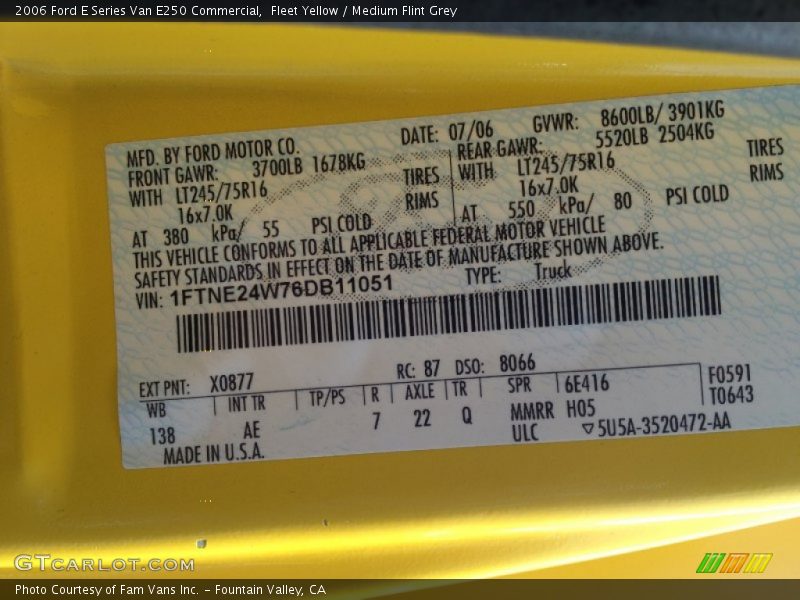 2006 Ford E Series Van E250 Commercial,  Fleet Yellow / Medium Flint Grey
MFD. BY FORD MOTOR CO. DATE: 07/06 GVWR: 8600LB/ 3901KG
FRONT GAWR: 3700LB 1678KG REAR GAWR: 5520LB 2504KG
WITH LT245/75R16 TIRES WITH LT245/75R16 TIRES
16x7.0K RIMS 16x7.0K RIMS
AT 380 kPa/ 55 PSI COLD AT 550 kPa/ 80 PSI COLD
THIS VEHICLE CONFORMS TO ALL APPLICABLE FEDERAL MOTOR VEHICLE
SAFETY STANDARDS IN EFFECT ON THE DATE OF MANUFACTURE SHOWN ABOVE.
VIN: 1FTNE24W76DB11051 TYPE: Truck
EXT PNT: X0877 RC: 87 DSO: 8066
WB INT TR TP/PS R AXLE TR SPR 6E416 F0591
138 AE 7 22 Q MMRR H05 T0643
MADE IN U.S.A. ULC ▽5U5A-3520472-AA
GTCARLOT.COM
Photo Courtesy of Fam Vans Inc. – Fountain Valley, CA